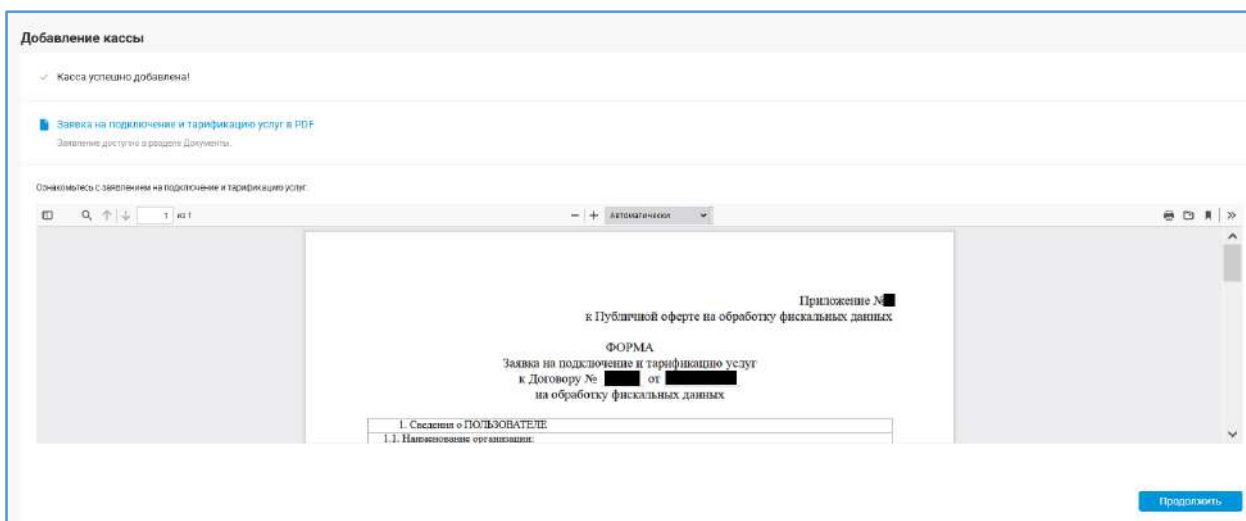 Добавление кассы
Касса успешно добавлена!
Заявка на подключение и тарификацию услуг в PDF
Заявление доступно в разделе Документы.
Ознакомьтесь с заявлением на подключение и тарификацию услуг.
1 из 1
Автоматически
Приложение №
к Публичной оферте на обработку фискальных данных
ФОРМА
Заявка на подключение и тарификацию услуг
к Договору № от
на обработку фискальных данных
1. Сведения о ПОЛЬЗОВАТЕЛЕ
1.1. Наименование организации:
Продолжить